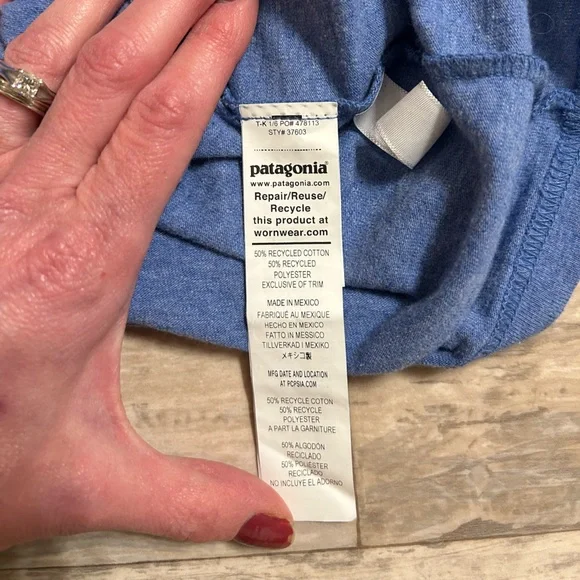 T-K 1/6 PO# 478113
STY# 37603
patagonia
www.patagonia.com
Repair/Reuse/
Recycle
this product at
wornwear.com
50% RECYCLED COTTON
50% RECYCLED
POLYESTER
EXCLUSIVE OF TRIM
MADE IN MEXICO
FABRIQUÉ AU MEXIQUE
HECHO EN MEXICO
FATTO IN MESSICO
TILLVERKAD I MEXIKO
メキシコ製
MFG DATE AND LOCATION
AT PCPSIA.COM
50% RECYCLE COTTON
50% RECYCLE
POLYESTER
A PART LA GARNITURE
50% ALGODÓN
RECICLADO
50% POLIESTER
RECICLADO
NO INCLUYE EL ADORNO